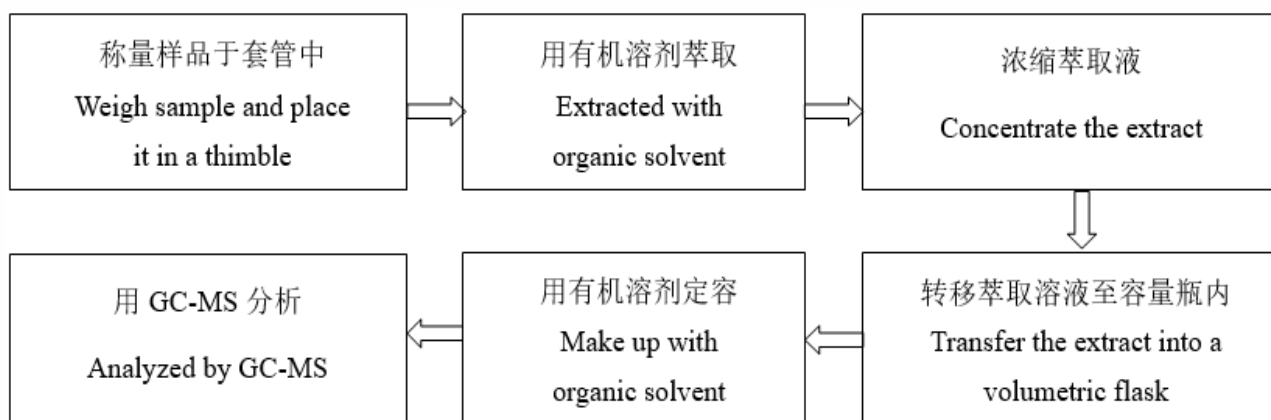 称量样品于套管中
Weigh sample and place
it in a thimble
用有机溶剂萃取
Extracted with
organic solvent
浓缩萃取液
Concentrate the extract
转移萃取溶液至容量瓶内
Transfer the extract into a
volumetric flask
用有机溶剂定容
Make up with
organic solvent
用 GC-MS 分析
Analyzed by GC-MS